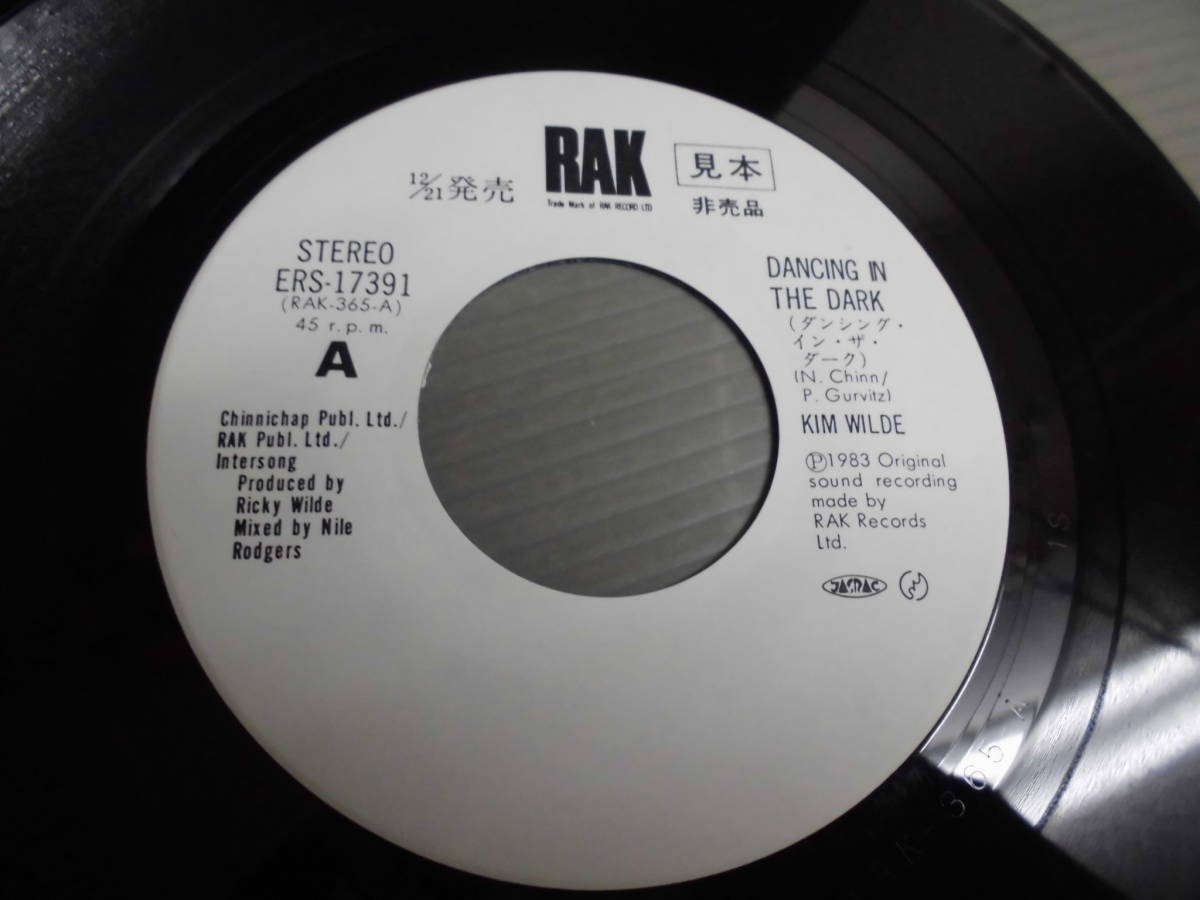 12/21発売
RAK
Trade Mark of RAK RECORD LTD
見本
非売品
STEREO
ERS-17391
(RAK-365-A)
45 r.p.m.
A
Chinnichap Publ. Ltd./
RAK Publ. Ltd./
Intersong
Produced by
Ricky Wilde
Mixed by Nile
Rodgers
DANCING IN
THE DARK
(ダンシング・
イン・ザ・
ダーク)
(N. Chinn/
P. Gurvitz)
KIM WILDE
Ⓟ1983 Original
sound recording
made by
RAK Records
Ltd.
JASRAC
1S
365 A